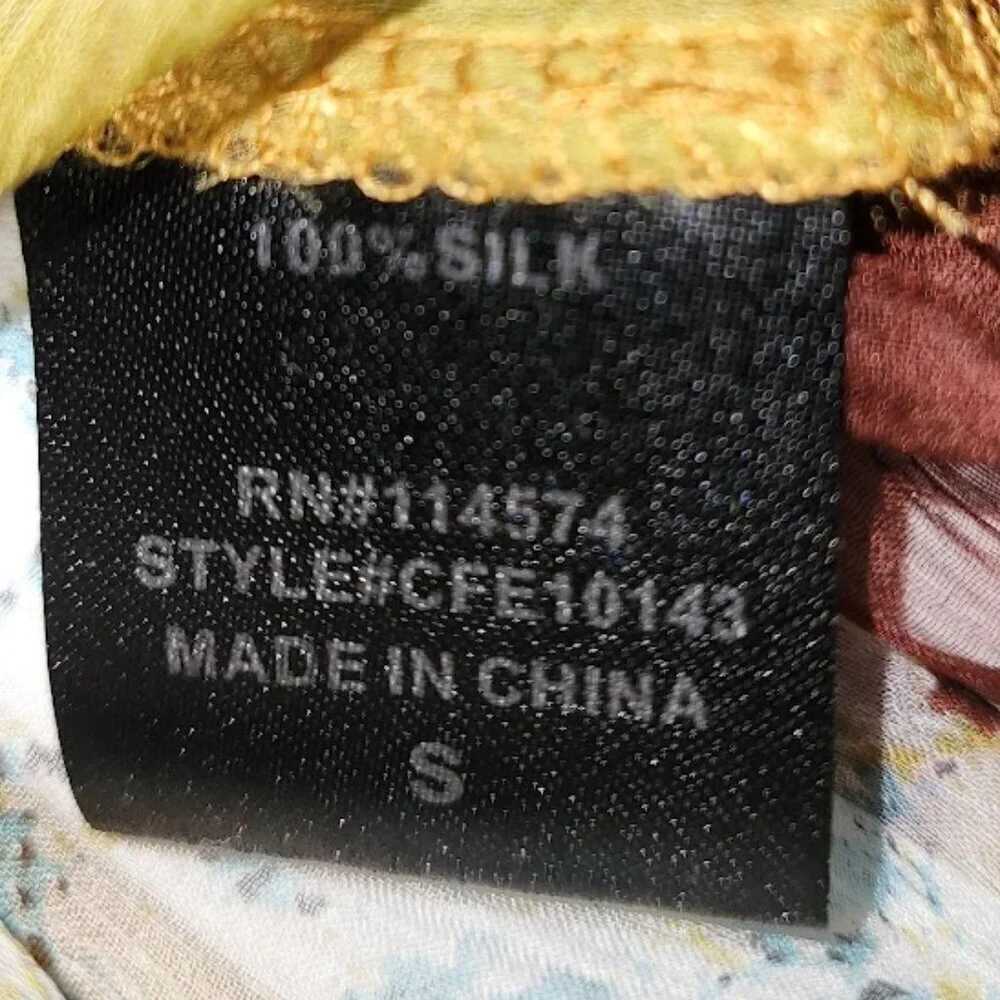 100%SILK
RN#114574
STYLE#CFE10143
MADE IN CHINA
S